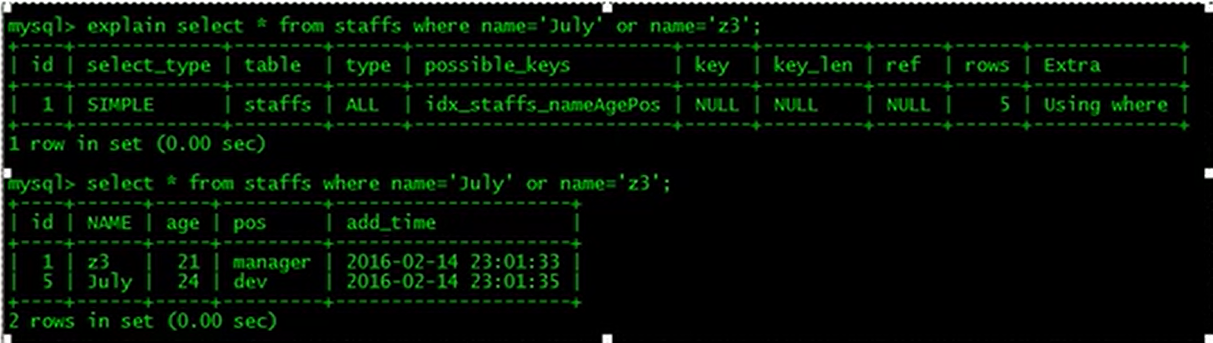 mysql> explain select * from staffs where name='July' or name='z3';
| id | select_type | table | type | possible_keys | key | key_len | ref | rows | Extra |
| 1 | SIMPLE | staffs | ALL | idx_staffs_nameAgePos | NULL | NULL | NULL | 5 | Using where |
1 row in set (0.00 sec)
mysql> select * from staffs where name='July' or name='z3';
| id | NAME | age | pos | add_time |
| 1 | z3 | 21 | manager | 2016-02-14 23:01:33 |
| 5 | July | 24 | dev | 2016-02-14 23:01:35 |
2 rows in set (0.00 sec)